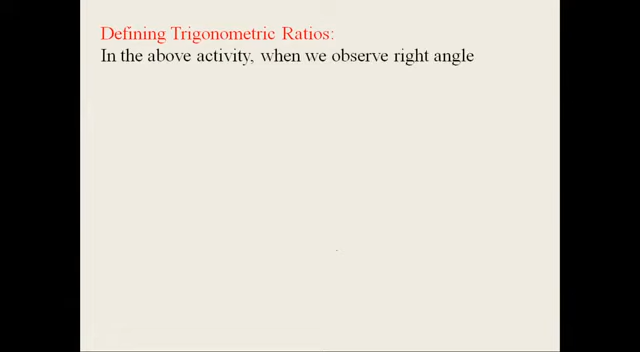 Defining Trigonometric Ratios:
In the above activity, when we observe right angle